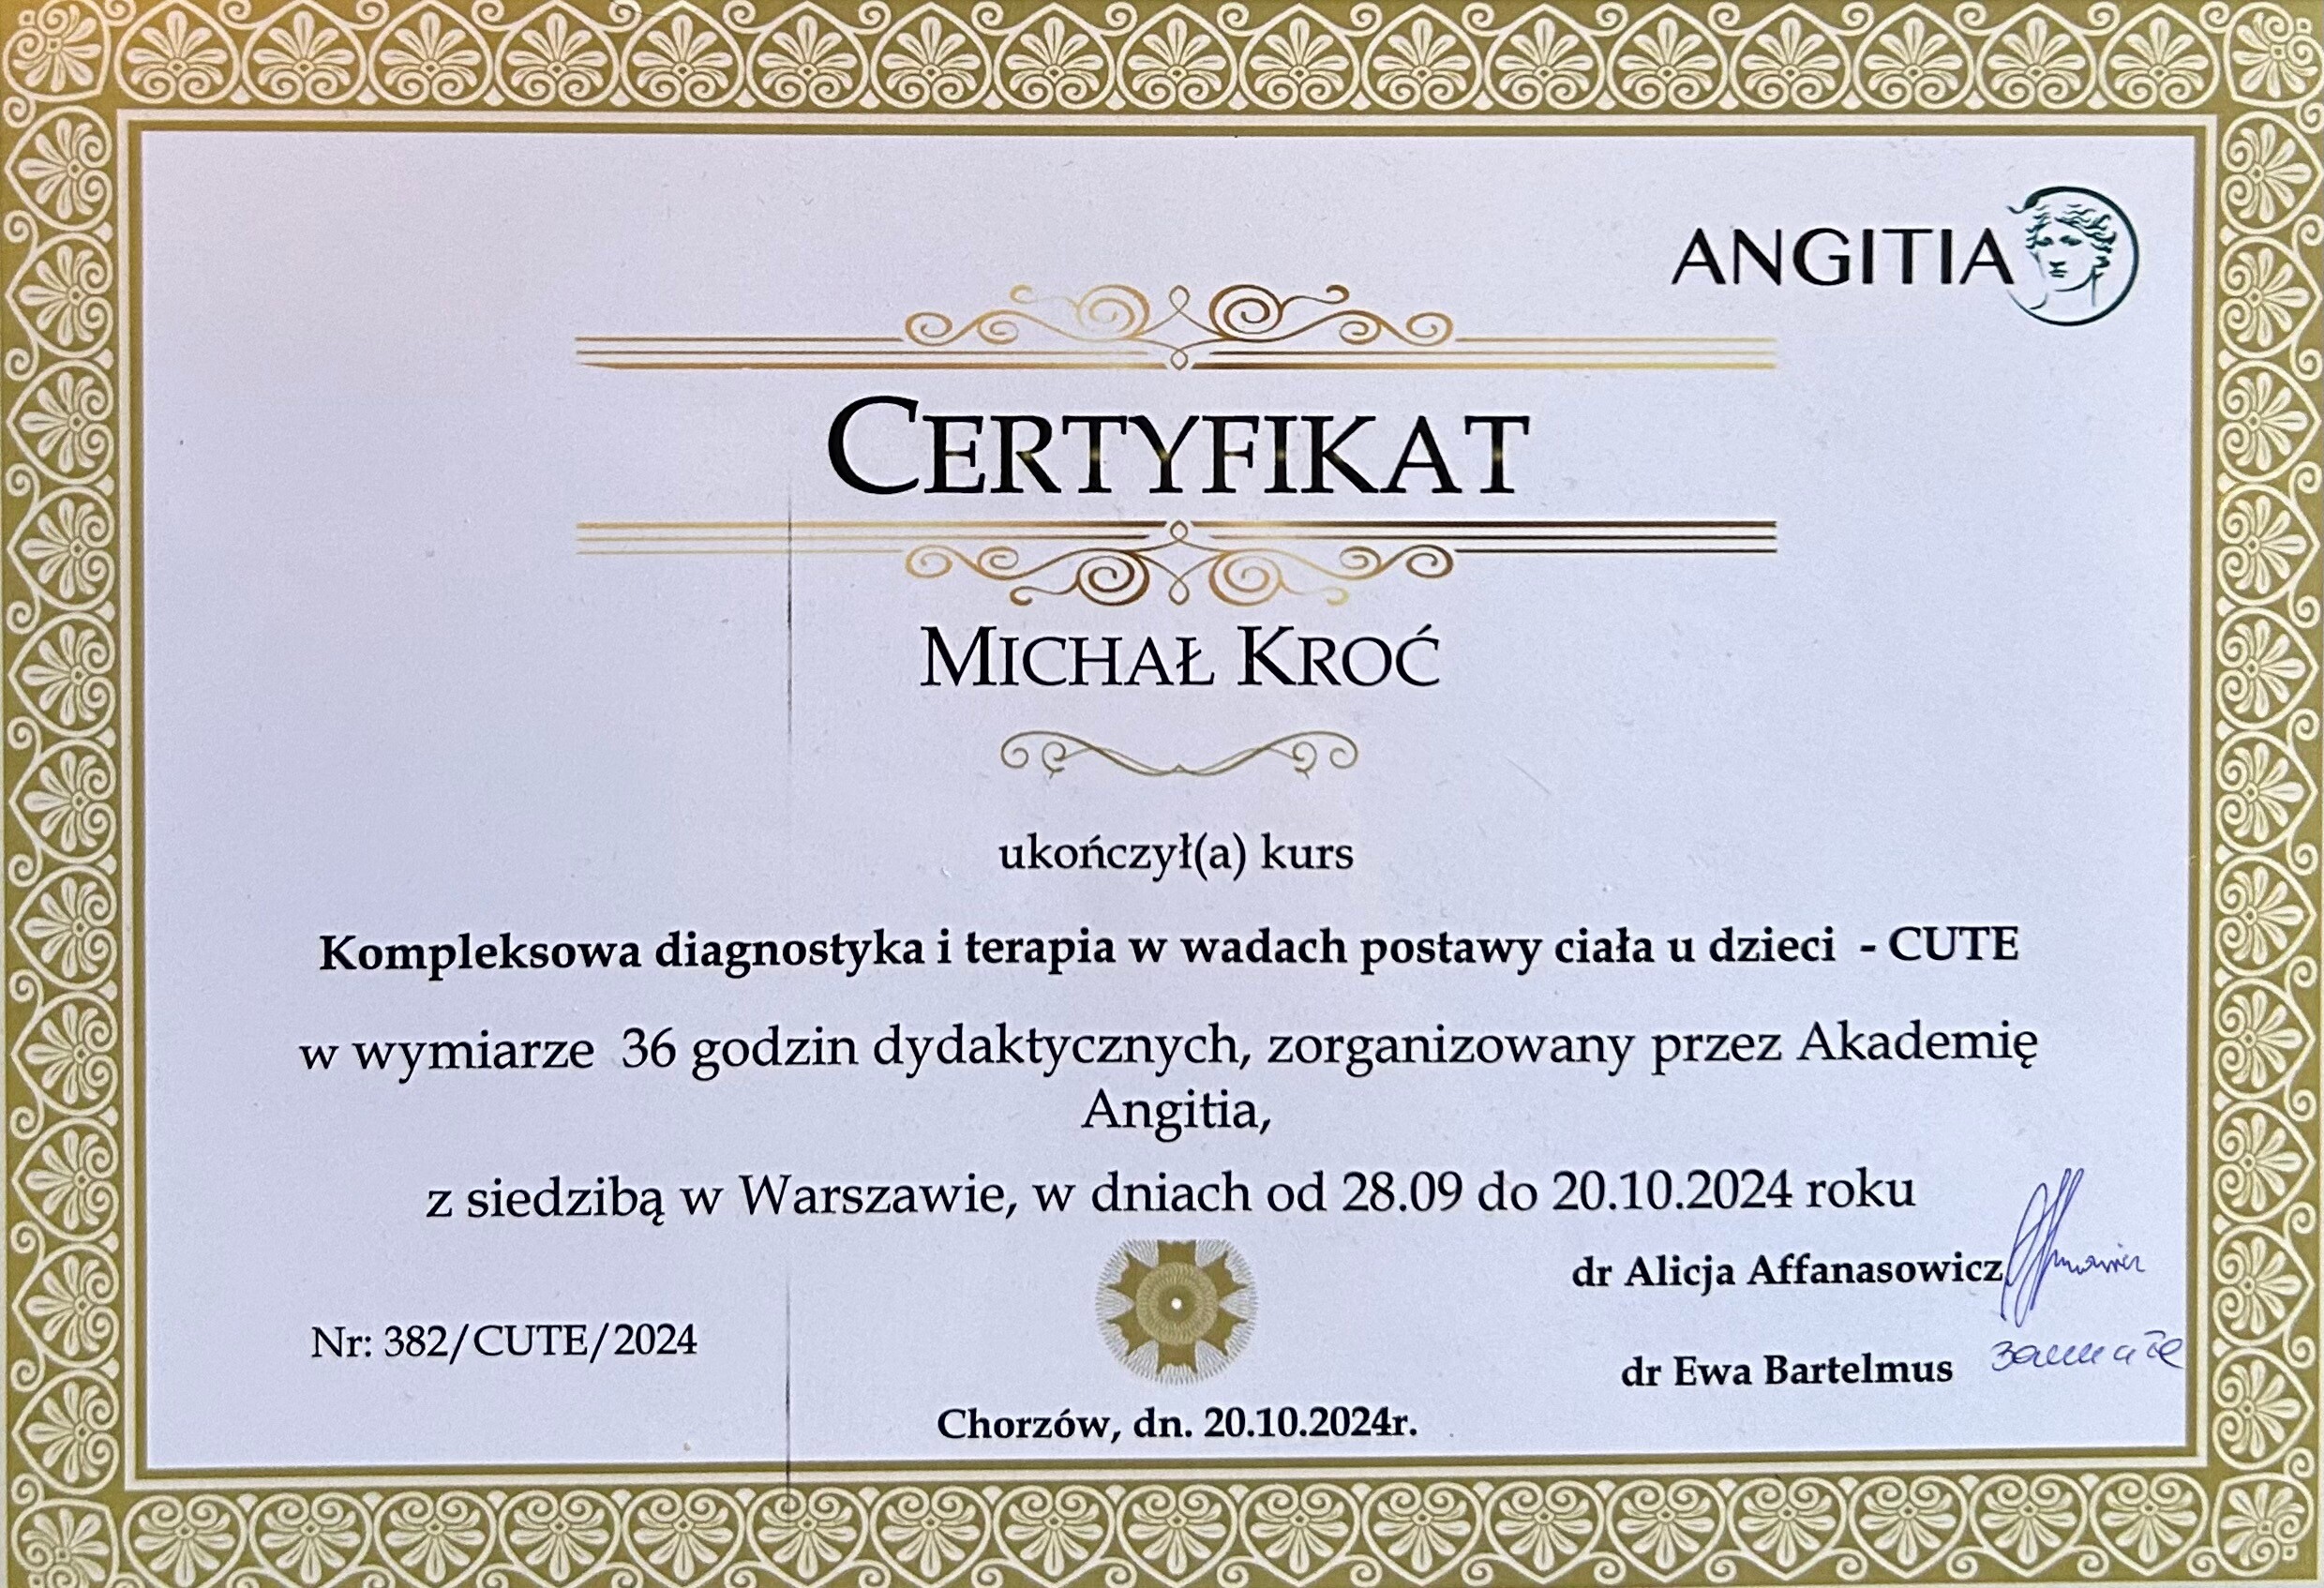 ANGITIA
CERTYFIKAT
MICHAŁ KROĆ
ukończył(a) kurs
Kompleksowa diagnostyka i terapia w wadach postawy ciała u dzieci - CUTE
w wymiarze 36 godzin dydaktycznych, zorganizowany przez Akademię
Angitia,
z siedzibą w Warszawie, w dniach od 28.09 do 20.10.2024 roku
dr Alicja Affanasowicz
Nr: 382/CUTE/2024
dr Ewa Bartelmus
Chorzów, dn. 20.10.2024r.